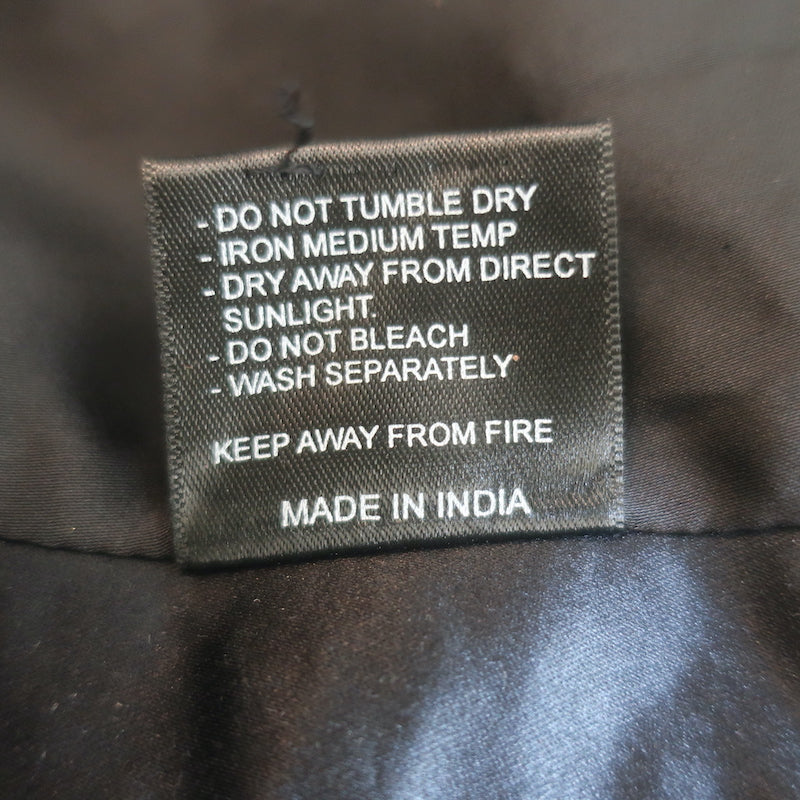 - DO NOT TUMBLE DRY
- IRON MEDIUM TEMP
- DRY AWAY FROM DIRECT
SUNLIGHT.
- DO NOT BLEACH
- WASH SEPARATELY
KEEP AWAY FROM FIRE
MADE IN INDIA